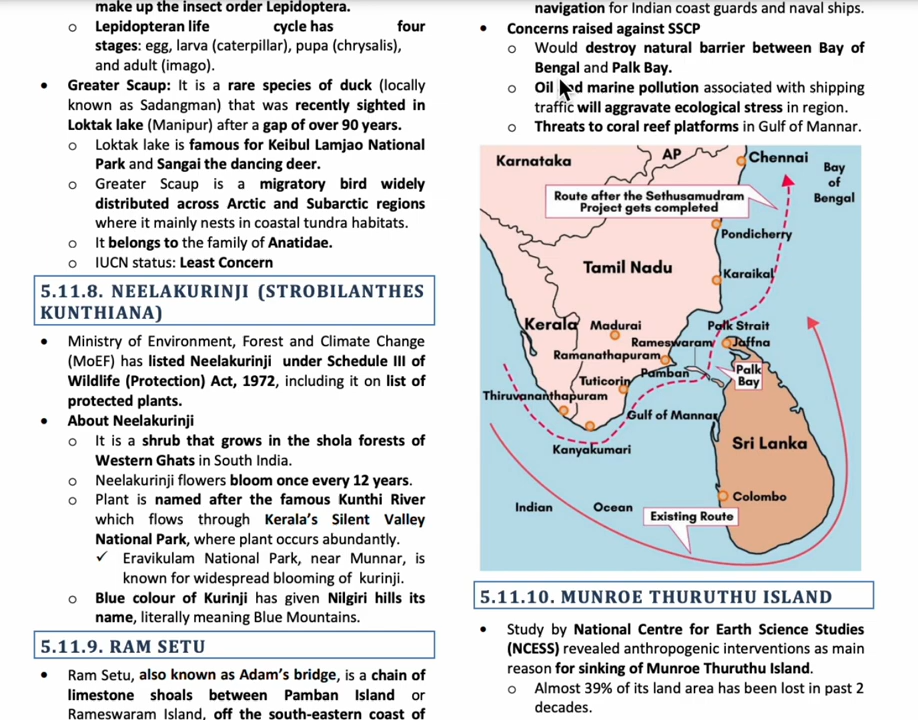 make up the insect order Lepidoptera.
o Lepidopteran life cycle has four
stages: egg, larva (caterpillar), pupa (chrysalis),
and adult (imago).
• Greater Scaup: It is a rare species of duck (locally
known as Sadangman) that was recently sighted in
Loktak lake (Manipur) after a gap of over 90 years.
o Loktak lake is famous for Keibul Lamjao National
Park and Sangai the dancing deer.
o Greater Scaup is a migratory bird widely
distributed across Arctic and Subarctic regions
where it mainly nests in coastal tundra habitats.
o It belongs to the family of Anatidae.
o IUCN status: Least Concern
5.11.8. NEELAKURINJI (STROBILANTHES
KUNTHIANA)
• Ministry of Environment, Forest and Climate Change
(MoEF) has listed Neelakurinji under Schedule III of
Wildlife (Protection) Act, 1972, including it on list of
protected plants.
• About Neelakurinji
o It is a shrub that grows in the shola forests of
Western Ghats in South India.
o Neelakurinji flowers bloom once every 12 years.
o Plant is named after the famous Kunthi River
which flows through Kerala's Silent Valley
National Park, where plant occurs abundantly.
✓ Eravikulam National Park, near Munnar, is
known for widespread blooming of kurinji.
o Blue colour of Kurinji has given Nilgiri hills its
name, literally meaning Blue Mountains.
5.11.9. RAM SETU
• Ram Setu, also known as Adam's bridge, is a chain of
limestone shoals between Pamban Island or
Rameswaram Island, off the south-eastern coast of
navigation for Indian coast guards and naval ships.
• Concerns raised against SSCP
o Would destroy natural barrier between Bay of
Bengal and Palk Bay.
o Oil and marine pollution associated with shipping
traffic will aggravate ecological stress in region.
o Threats to coral reef platforms in Gulf of Mannar.
Karnataka
AP
Chennai
Bay
of
Bengal
Route after the Sethusamudram
Project gets completed
Pondicherry
Tamil Nadu
Karaikal
Kerala
Madurai
Palk Strait
Rameswaram
Jaffna
Ramanathapuram
Pamban
Palk
Bay
Tuticorin
Thiruvananthapuram
Gulf of Mannar
Kanyakumari
Sri Lanka
Colombo
Indian Ocean
Existing Route
5.11.10. MUNROE THURUTHU ISLAND
• Study by National Centre for Earth Science Studies
(NCESS) revealed anthropogenic interventions as main
reason for sinking of Munroe Thuruthu Island.
o Almost 39% of its land area has been lost in past 2
decades.